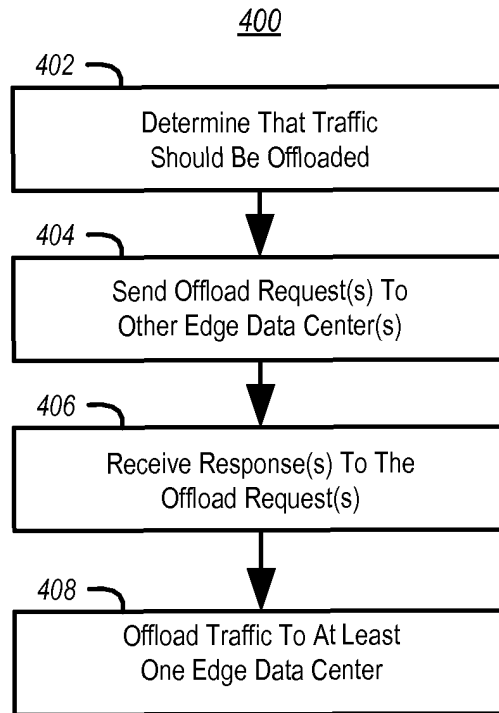 400
402
Determine That Traffic
Should Be Offloaded
404
Send Offload Request(s) To
Other Edge Data Center(s)
406
Receive Response(s) To The
Offload Request(s)
408
Offload Traffic To At Least
One Edge Data Center